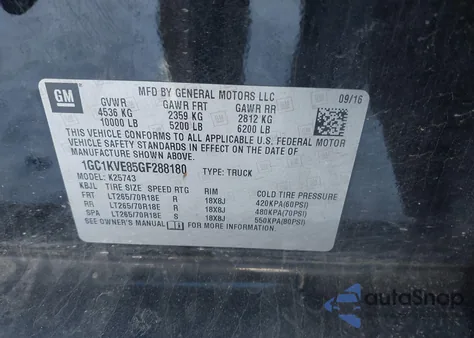 GM
MFD BY GENERAL MOTORS LLC
09/16
GVWR GAWR FRT GAWR RR
4536 KG 2359 KG 2812 KG
10000 LB 5200 LB 6200 LB
THIS VEHICLE CONFORMS TO ALL APPLICABLE U.S. FEDERAL MOTOR
VEHICLE SAFETY STANDARDS IN EFFECT ON THE DATE OF
MANUFACTURE SHOWN ABOVE.
1GC1KVE85GF288180 TYPE: TRUCK
MODEL: K25743
KBJL TIRE SIZE SPEED RTG RIM COLD TIRE PRESSURE
FRT LT265/70R18E R 18X8J 420KPA(60PSI)
RR LT265/70R18E R 18X8J 480KPA(70PSI)
SPA LT265/70R18E S 18X8J 550KPA(80PSI)
SEE OWNER'S MANUAL FOR MORE INFORMATION
autoSnap